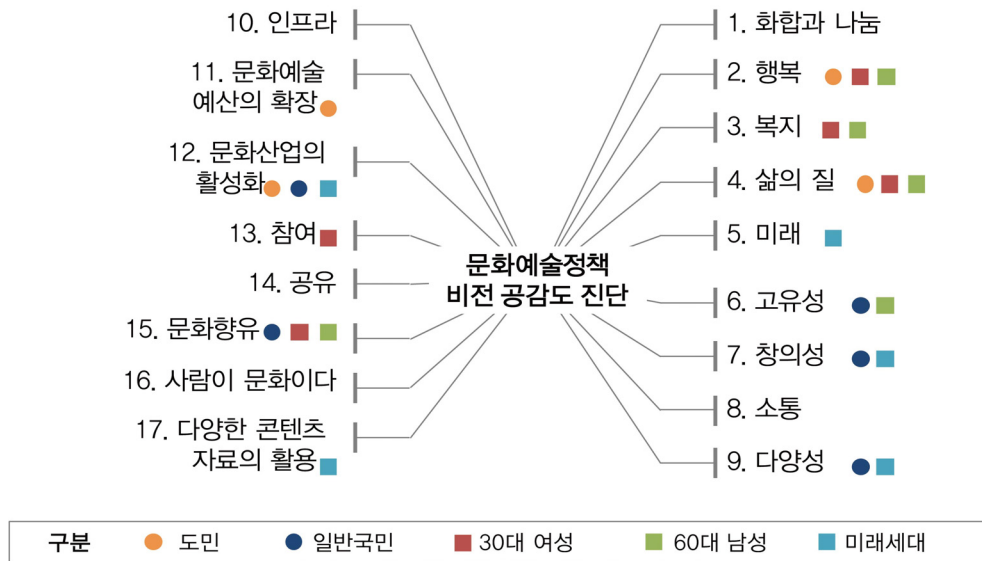 10. 인프라
11. 문화예술
예산의 확장
12. 문화산업의
활성화
13. 참여
14. 공유
15. 문화향유
16. 사람이 문화이다
17. 다양한 콘텐츠
자료의 활용
문화예술정책
비전 공감도 진단
1. 화합과 나눔
2. 행복
3. 복지
4. 삶의 질
5. 미래
6. 고유성
7. 창의성
8. 소통
9. 다양성
구분 도민 일반국민 30대 여성 60대 남성 미래세대